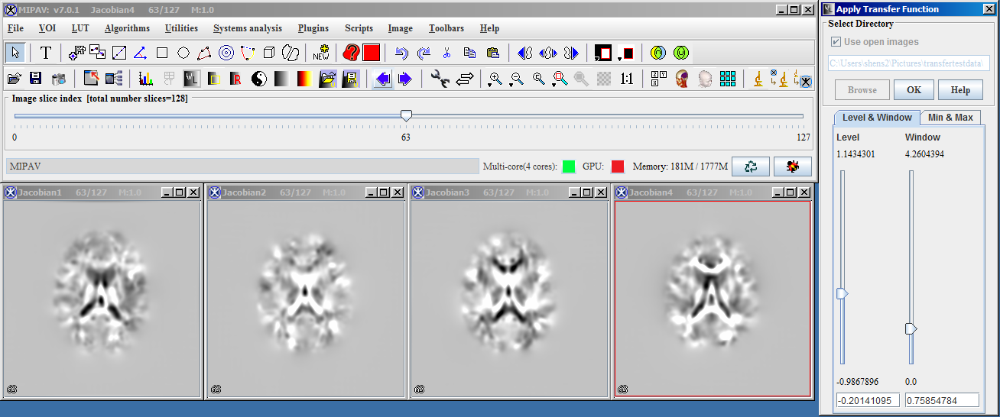 MIPAV: v7.0.1 Jacobian4 63/127 M:1.0
File VOI LUT Algorithms Utilities Systems analysis Plugins Scripts Image Toolbars Help
T NEW
WL CT R 1:1 Z Y X
Image slice index [total number slices=128]
0 63 127
MIPAV Multi-core(4 cores): GPU: Memory: 181M / 1777M
Jacobian1 63/127 M:1.0
63
Jacobian2 63/127 M:1.0
63
Jacobian3 63/127 M:1.0
63
Jacobian4 63/127 M:1.0
63
WL Apply Transfer Function
Select Directory
Use open images
C:\Users\shens2\Pictures\transfertestdata\
Browse OK Help
Level & Window Min & Max
Level Window
1.1434301 4.2604394
-0.9867896 0.0
-0.20141095 0.75854784